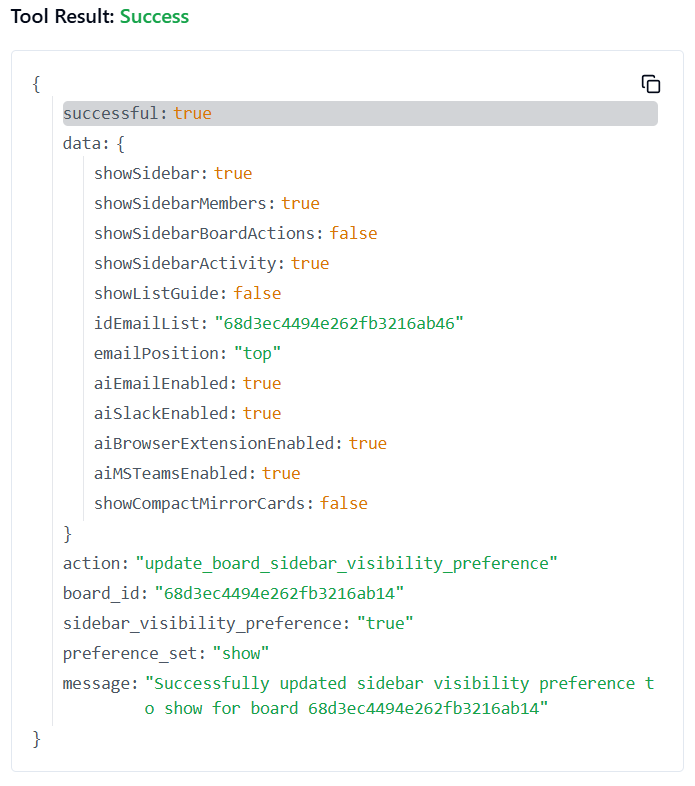 Tool Result: Success
{
successful: true
data: {
showSidebar: true
showSidebarMembers: true
showSidebarBoardActions: false
showSidebarActivity: true
showListGuide: false
idEmailList: "68d3ec4494e262fb3216ab46"
emailPosition: "top"
aiEmailEnabled: true
aiSlackEnabled: true
aiBrowserExtensionEnabled: true
aiMSTeamsEnabled: true
showCompactMirrorCards: false
}
action: "update_board_sidebar_visibility_preference"
board_id: "68d3ec4494e262fb3216ab14"
sidebar_visibility_preference: "true"
preference_set: "show"
message: "Successfully updated sidebar visibility preference t
o show for board 68d3ec4494e262fb3216ab14"
}